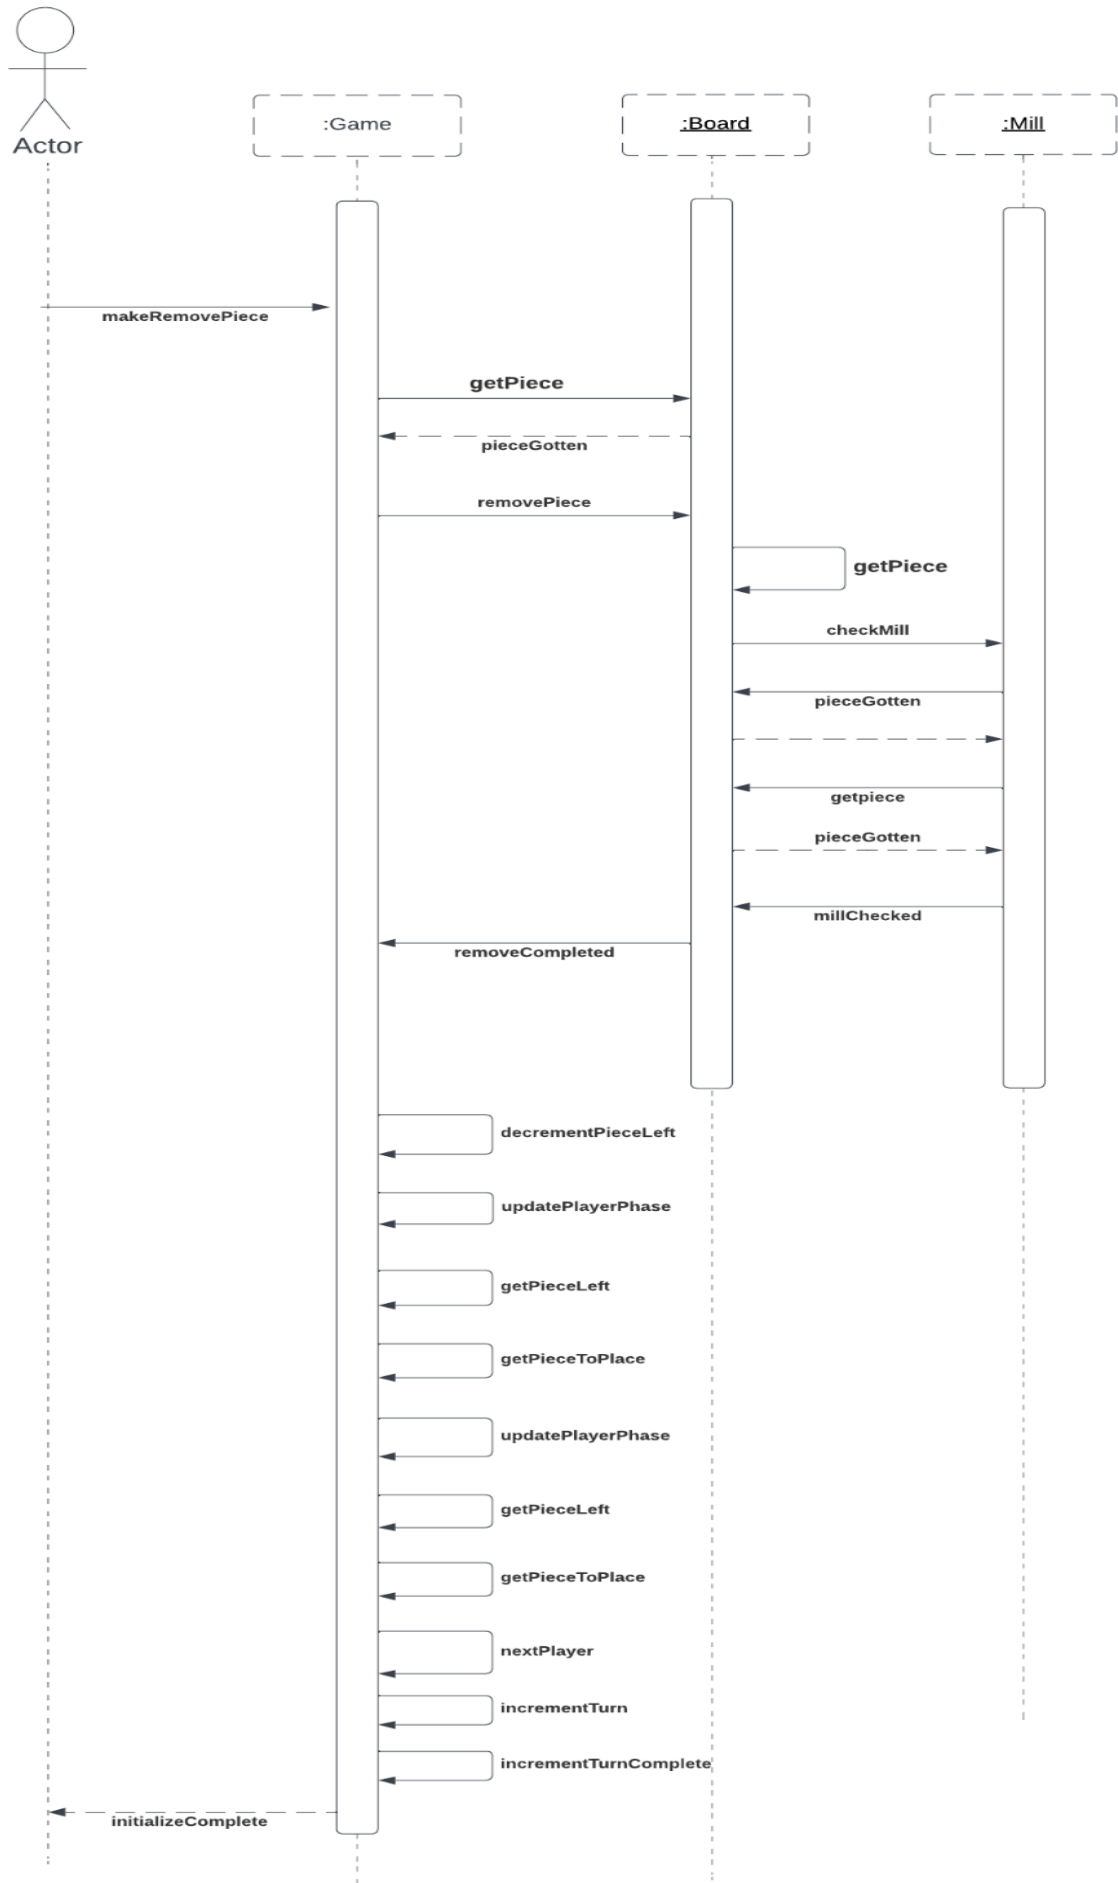 Actor
:Game
:Board
:Mill
makeRemovePiece
getPiece
pieceGotten
removePiece
getPiece
checkMill
pieceGotten
getpiece
pieceGotten
millChecked
removeCompleted
decrementPieceLeft
updatePlayerPhase
getPieceLeft
getPieceToPlace
updatePlayerPhase
getPieceLeft
getPieceToPlace
nextPlayer
incrementTurn
incrementTurnComplete
initializeComplete